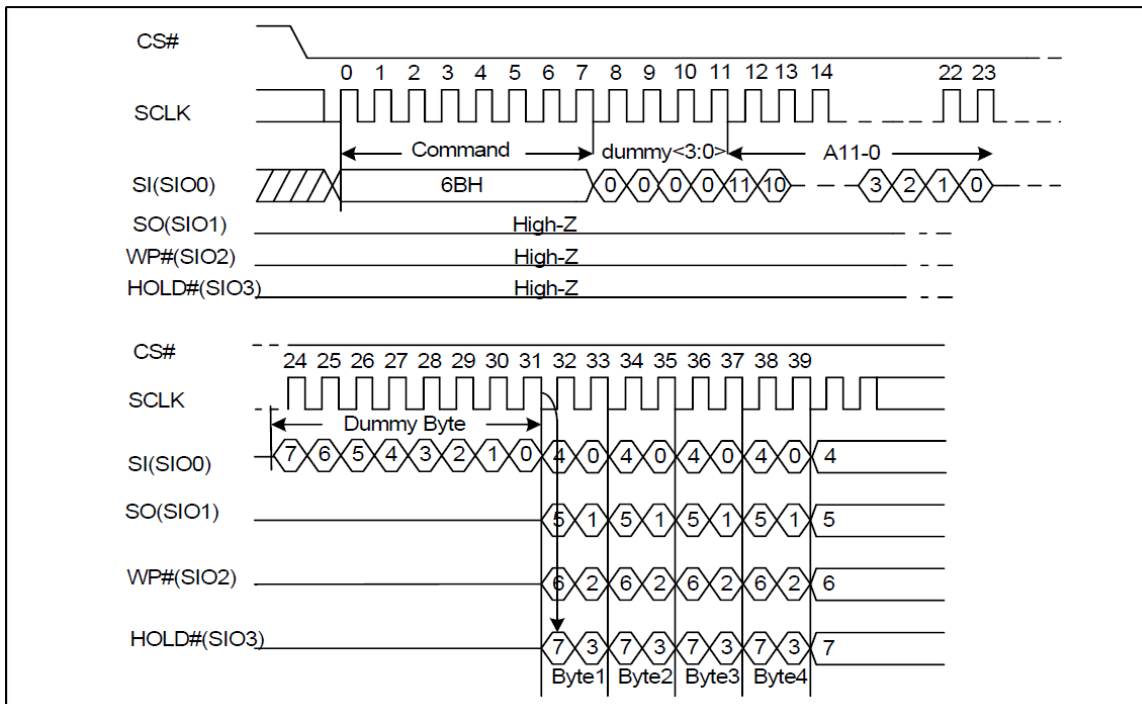 CS#
0 1 2 3 4 5 6 7 8 9 10 11 12 13 14 22 23
SCLK
Command dummy<3:0> A11-0
SI(SIO0) 6BH 0 0 0 0 11 10 3 2 1 0
SO(SIO1) High-Z
WP#(SIO2) High-Z
HOLD#(SIO3) High-Z
CS#
24 25 26 27 28 29 30 31 32 33 34 35 36 37 38 39
SCLK
Dummy Byte
SI(SIO0) 7 6 5 4 3 2 1 0 4 0 4 0 4 0 4 0 4
SO(SIO1) 5 1 5 1 5 1 5 1 5
WP#(SIO2) 6 2 6 2 6 2 6 2 6
HOLD#(SIO3) 7 3 7 3 7 3 7 3 7
Byte1 Byte2 Byte3 Byte4